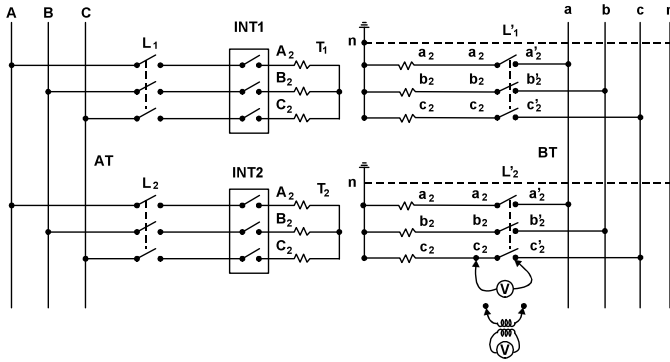 A B C
INT1
a b c n
L₁
A₂
T₁
n
L'₁
a₂ a₂ a'₂
B₂
b₂ b₂ b'₂
C₂
c₂ c₂ c'₂
AT
BT
INT2
L₂
A₂
T₂
n
L'₂
a₂ a₂ a'₂
B₂
b₂ b₂ b'₂
C₂
c₂ c₂ c'₂
V
V